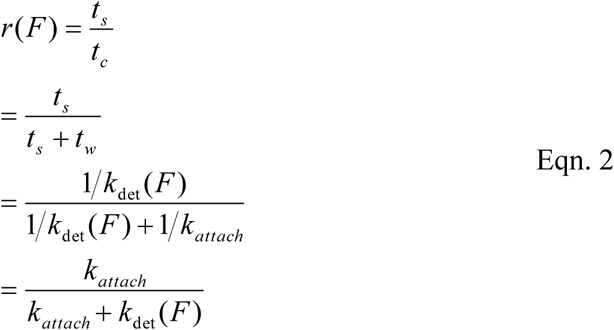 r(F) = t_s / t_c
= t_s / (t_s + t_w)
Eqn. 2
= (1/k_det(F)) / (1/k_det(F) + 1/k_attach)
= k_attach / (k_attach + k_det(F))